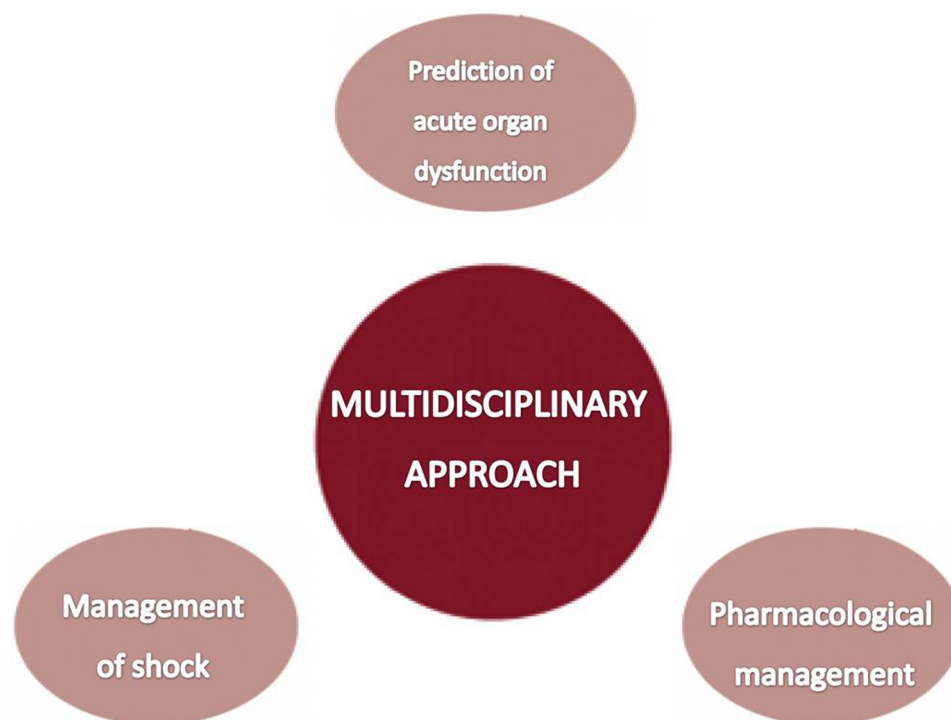 Prediction of
acute organ
dysfunction
MULTIDISCIPLINARY
APPROACH
Management
of shock
Pharmacological
management